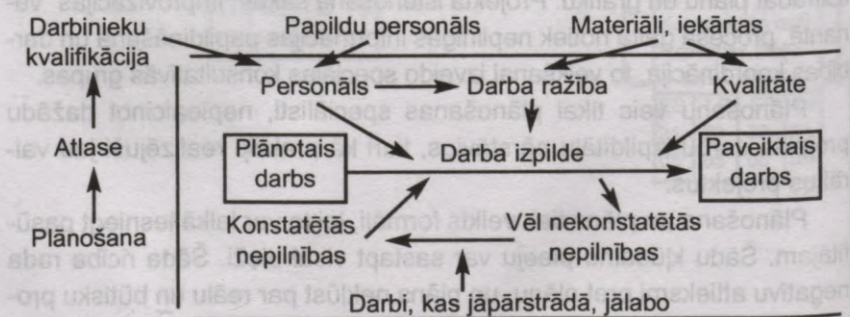 Darbinieku
kvalifikācija
Papildu personāls
Materiāli, iekārtas
Personāls
Darba ražība
Kvalitāte
Atlase
Plānotais
darbs
Darba izpilde
Paveiktais
darbs
Plānošana
Konstatētās
nepilnības
Vēl nekonstatētās
nepilnības
Darbi, kas jāpārstrādā, jālabo